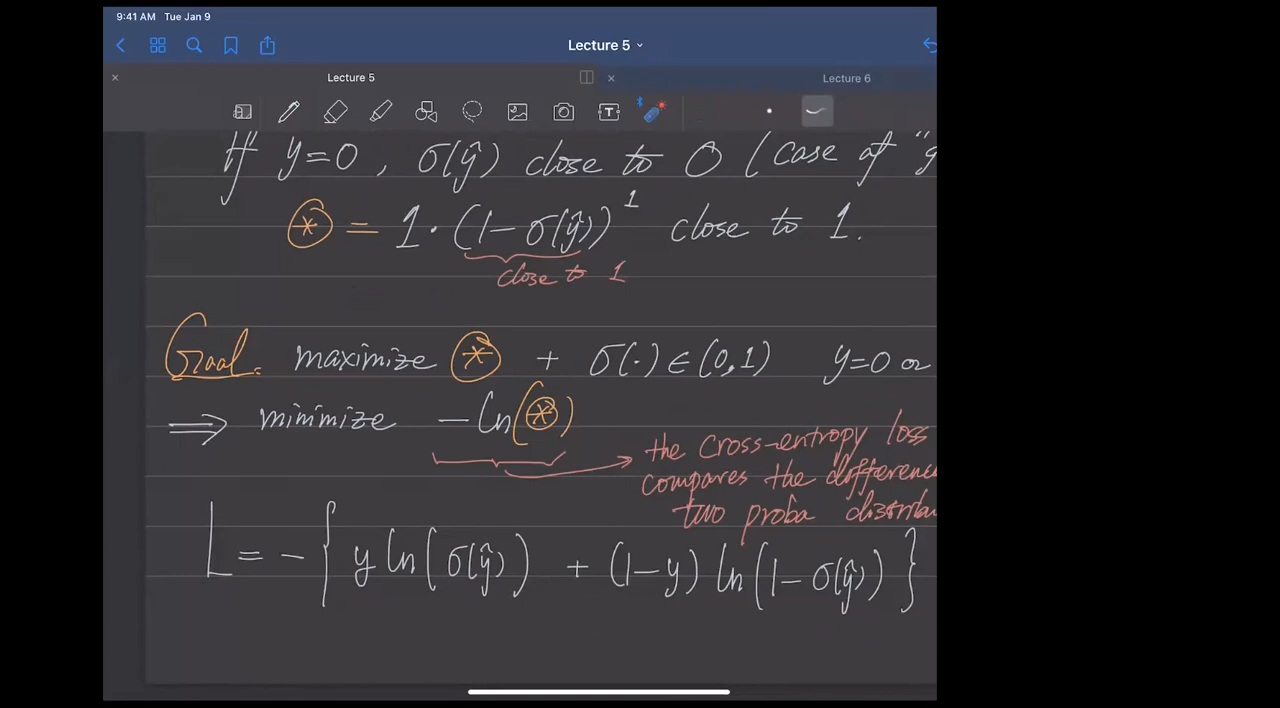 9:41 AM Tue Jan 9
Lecture 5
Lecture 5
Lecture 6
If y=0, σ(ŷ) close to 0 (case of "g
⊛ = 1·(1−σ(ŷ))¹ close to 1.
close to 1
Goal: maximize ⊛ + σ(·)∈(0,1) y=0 or
⟹ minimize −ln(⊛)
the cross-entropy loss
compares the differenc
two proba distribu
L = −{ y ln(σ(ŷ)) + (1−y) ln(1−σ(ŷ)) }